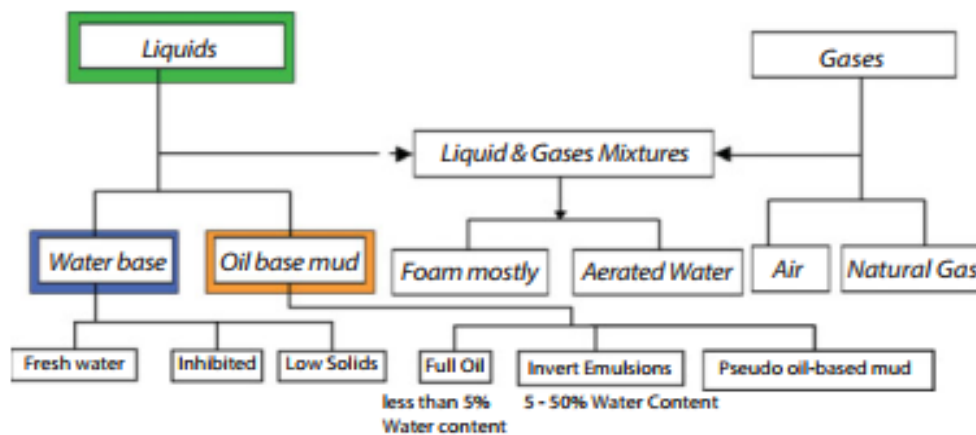 Liquids
Gases
Liquid & Gases Mixtures
Water base
Oil base mud
Foam mostly
Aerated Water
Air
Natural Gas
Fresh water
Inhibited
Low Solids
Full Oil
Invert Emulsions
Pseudo oil-based mud
less than 5%
Water content
5 - 50% Water Content